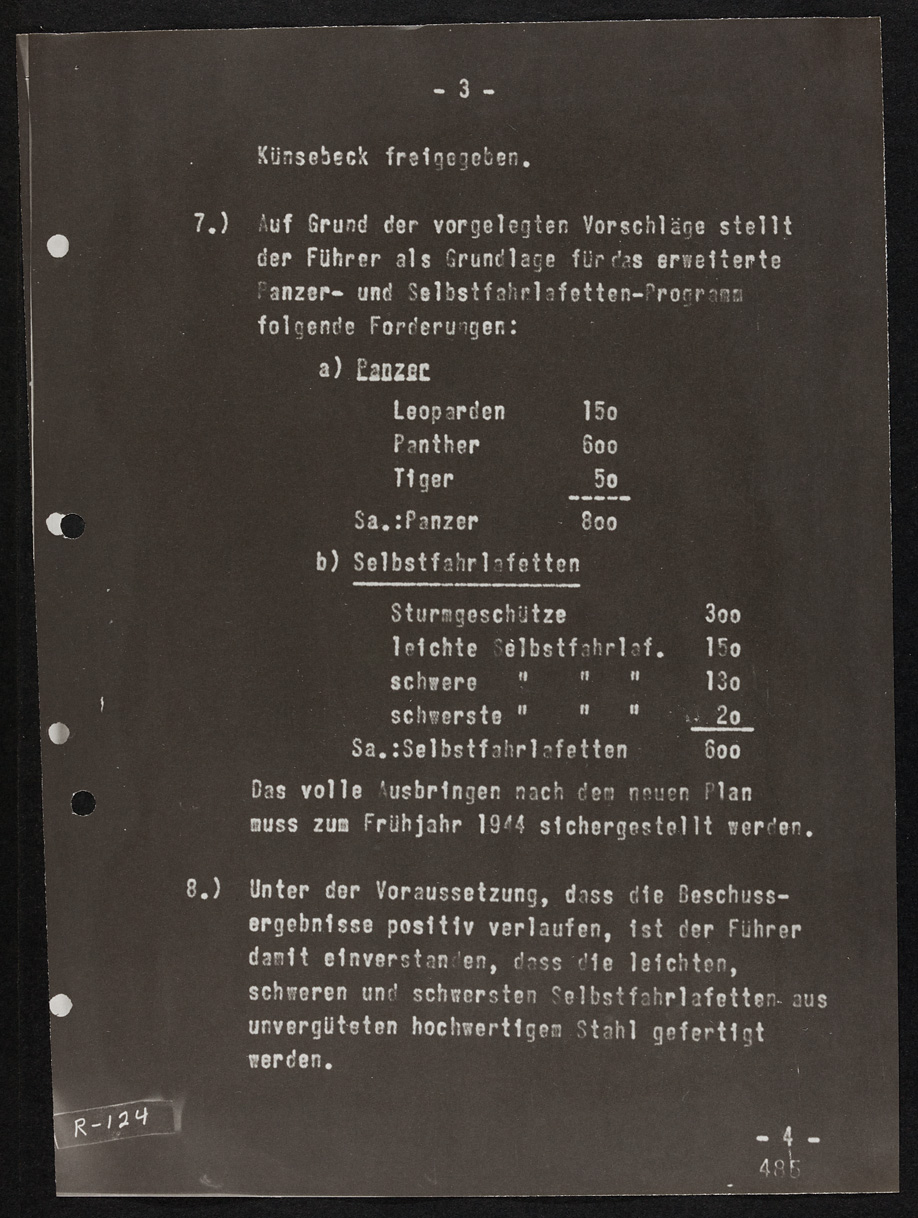 - 3 -
Künsebeck freigegeben.
7.) Auf Grund der vorgelegten Vorschläge stellt
der Führer als Grundlage für das erweiterte
Panzer- und Selbstfahrlafetten-Programm
folgende Forderungen:
a) Panzer
Leoparden 15o
Panther 6oo
Tiger 5o
Sa.:Panzer 8oo
b) Selbstfahrlafetten
Sturmgeschütze 3oo
leichte Selbstfahrlaf. 15o
schwere " " " 13o
schwerste " " " 2o
Sa.:Selbstfahrlafetten 6oo
Das volle Ausbringen nach dem neuen Plan
muss zum Frühjahr 1944 sichergestellt werden.
8.) Unter der Voraussetzung, dass die Beschuss-
ergebnisse positiv verlaufen, ist der Führer
damit einverstanden, dass die leichten,
schweren und schwersten Selbstfahrlafetten aus
unvergüteten hochwertigem Stahl gefertigt
werden.
R-124
- 4 -
485